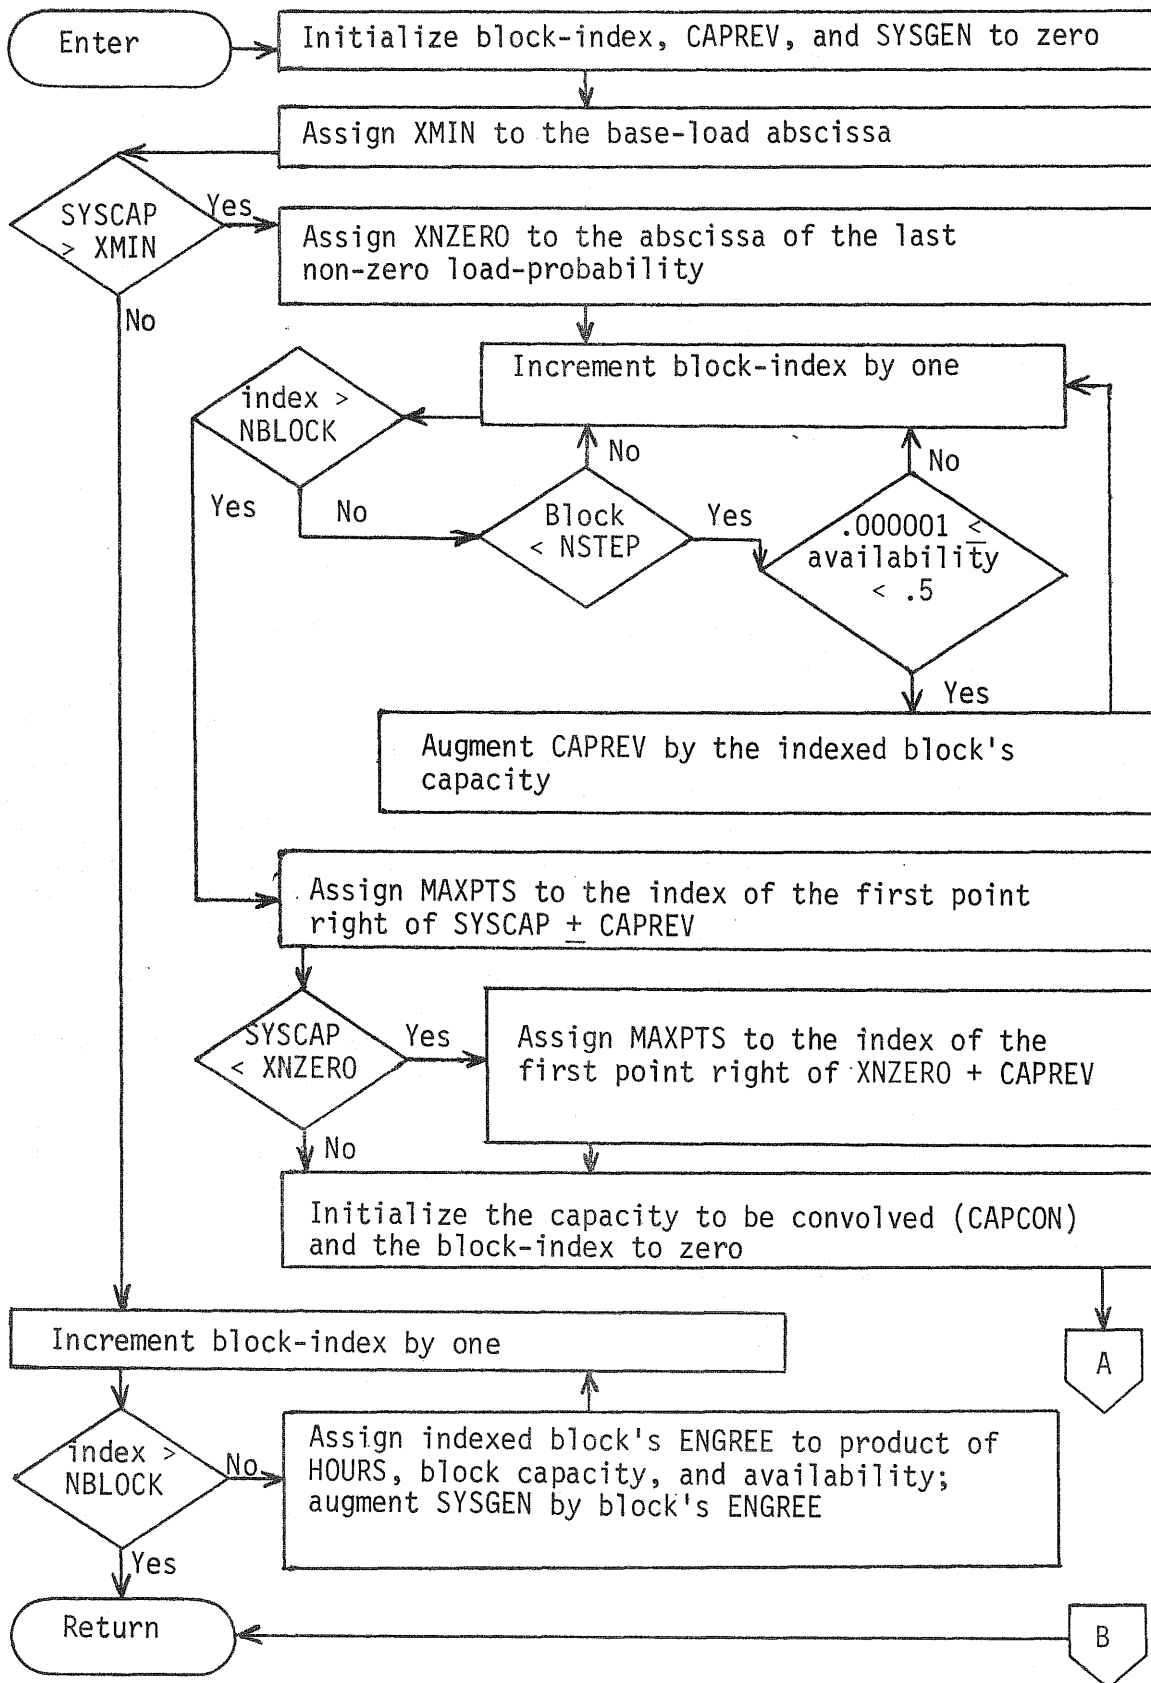 Enter
Initialize block-index, CAPREV, and SYSGEN to zero
Assign XMIN to the base-load abscissa
SYSCAP
> XMIN
Yes
Assign XNZERO to the abscissa of the last
non-zero load-probability
No
Increment block-index by one
index >
NBLOCK
No
No
Yes
No
Block
< NSTEP
Yes
.000001 ≤
availability
< .5
Yes
Augment CAPREV by the indexed block's
capacity
Assign MAXPTS to the index of the first point
right of SYSCAP ± CAPREV
SYSCAP
< XNZERO
Yes
Assign MAXPTS to the index of the
first point right of XNZERO + CAPREV
No
Initialize the capacity to be convolved (CAPCON)
and the block-index to zero
Increment block-index by one
A
index >
NBLOCK
No
Assign indexed block's ENGREE to product of
HOURS, block capacity, and availability;
augment SYSGEN by block's ENGREE
Yes
Return
B